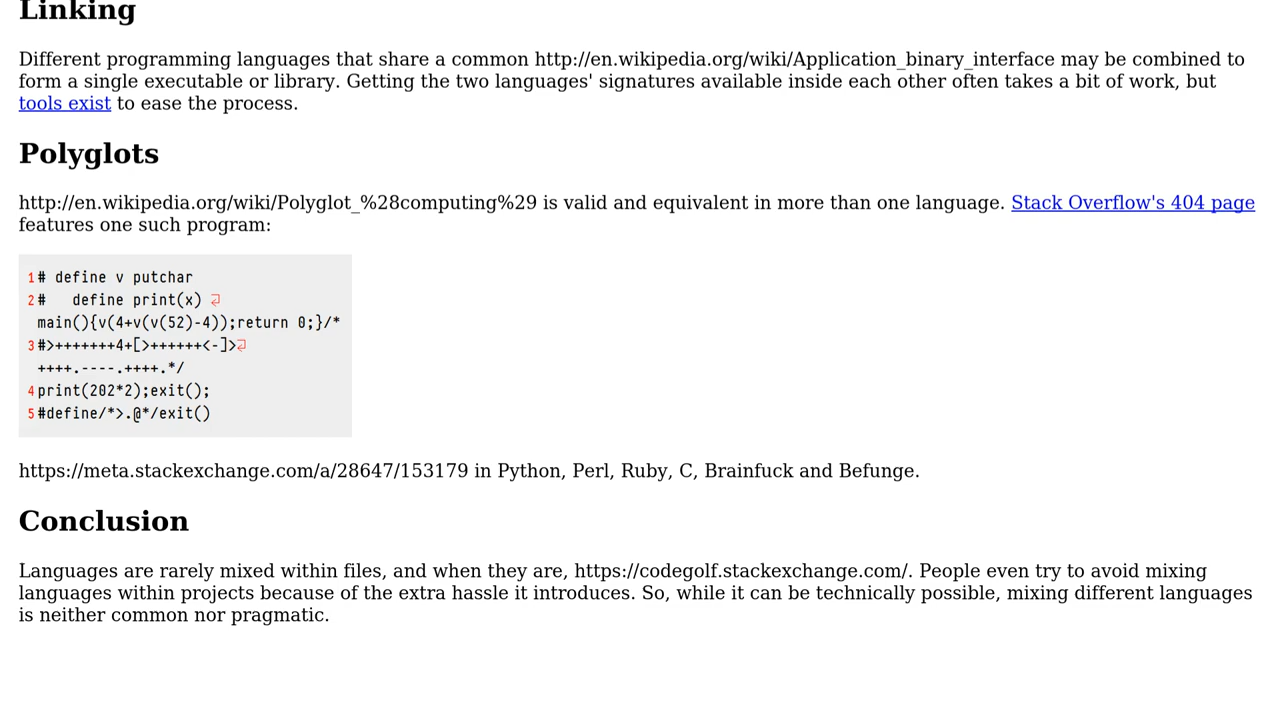 Linking
Different programming languages that share a common http://en.wikipedia.org/wiki/Application_binary_interface may be combined to
form a single executable or library. Getting the two languages' signatures available inside each other often takes a bit of work, but
tools exist to ease the process.
Polyglots
http://en.wikipedia.org/wiki/Polyglot_%28computing%29 is valid and equivalent in more than one language. Stack Overflow's 404 page
features one such program:
1 # define v putchar
2 #   define print(x) ⮐
main(){v(4+v(v(52)-4));return 0;}/*
3 #>+++++++4+[>++++++<-]>⮐
++++.----.++++.*/
4 print(202*2);exit();
5 #define/*>.@*/exit()
https://meta.stackexchange.com/a/28647/153179 in Python, Perl, Ruby, C, Brainfuck and Befunge.
Conclusion
Languages are rarely mixed within files, and when they are, https://codegolf.stackexchange.com/. People even try to avoid mixing
languages within projects because of the extra hassle it introduces. So, while it can be technically possible, mixing different languages
is neither common nor pragmatic.